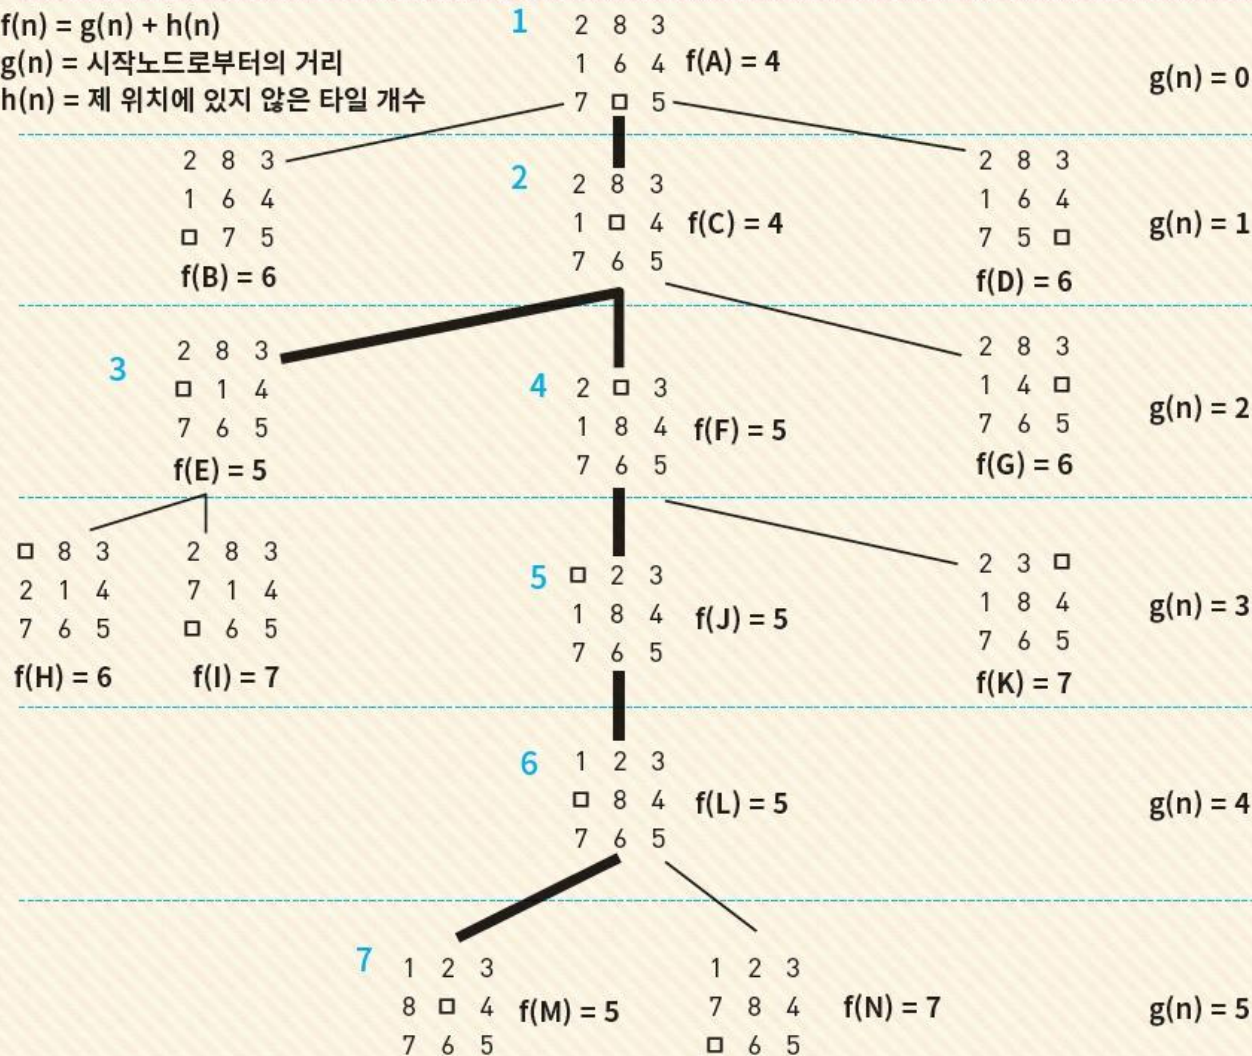 f(n) = g(n) + h(n)
g(n) = 시작노드로부터의 거리
h(n) = 제 위치에 있지 않은 타일 개수
1
2 8 3
1 6 4
7 □ 5
f(A) = 4
g(n) = 0
2 8 3
1 6 4
□ 7 5
f(B) = 6
2
2 8 3
1 □ 4
7 6 5
f(C) = 4
2 8 3
1 6 4
7 5 □
f(D) = 6
g(n) = 1
3
2 8 3
□ 1 4
7 6 5
f(E) = 5
4
2 □ 3
1 8 4
7 6 5
f(F) = 5
2 8 3
1 4 □
7 6 5
f(G) = 6
g(n) = 2
□ 8 3
2 1 4
7 6 5
f(H) = 6
2 8 3
7 1 4
□ 6 5
f(I) = 7
5
□ 2 3
1 8 4
7 6 5
f(J) = 5
2 3 □
1 8 4
7 6 5
f(K) = 7
g(n) = 3
6
1 2 3
□ 8 4
7 6 5
f(L) = 5
g(n) = 4
7
1 2 3
8 □ 4
7 6 5
f(M) = 5
1 2 3
7 8 4
□ 6 5
f(N) = 7
g(n) = 5